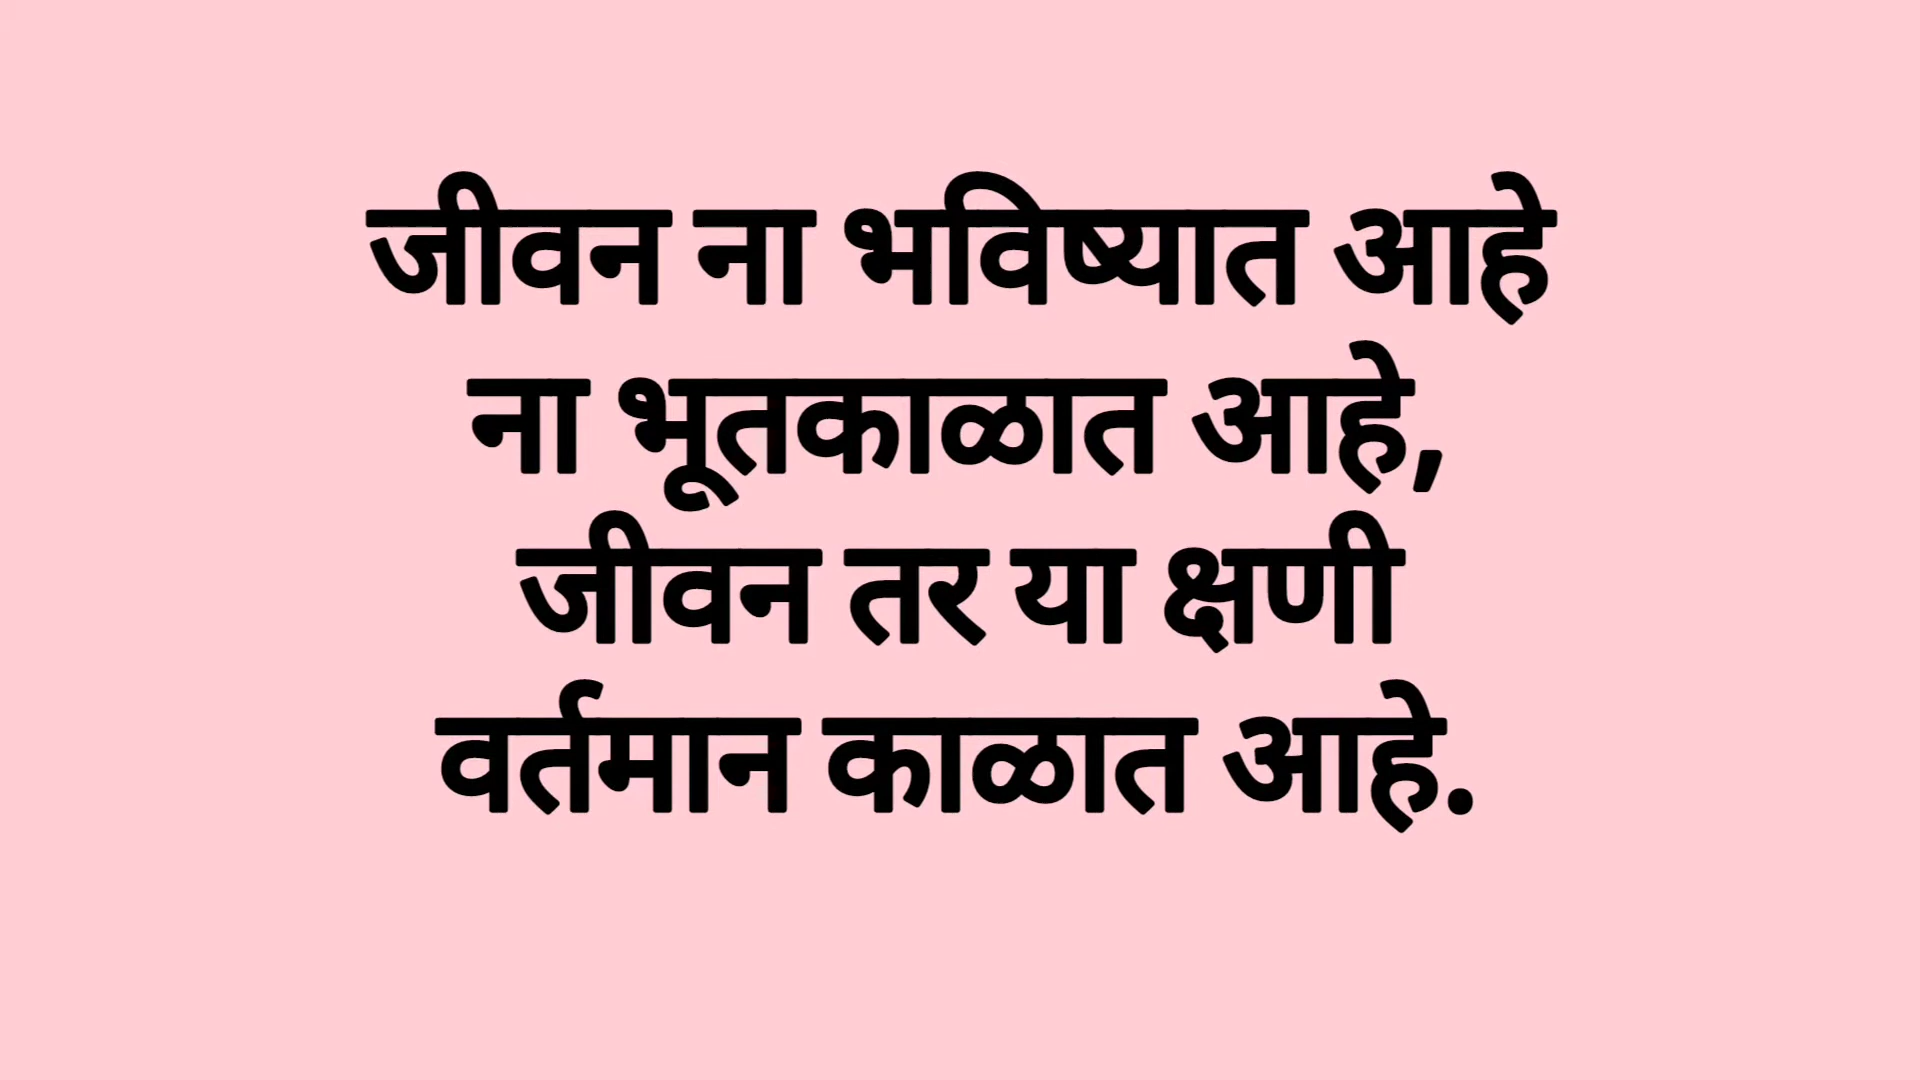 जीवन ना भविष्यात आहे
ना भूतकाळात आहे,
जीवन तर या क्षणी
वर्तमान काळात आहे.